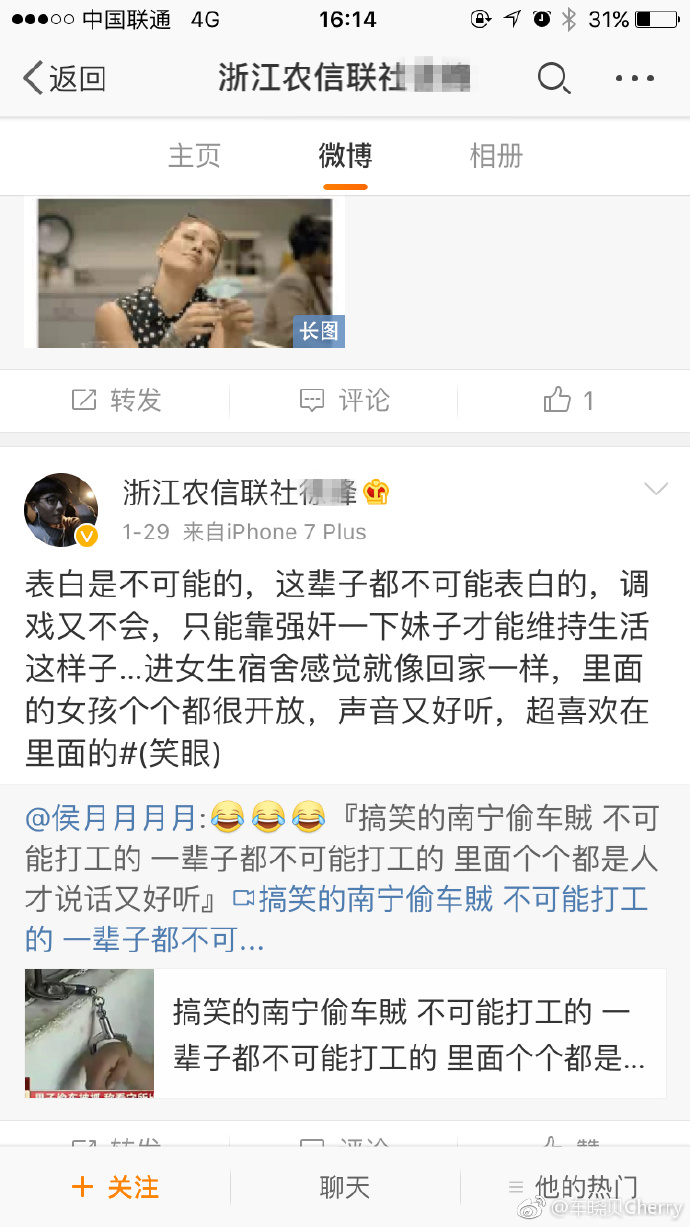 中国联通 4G 16:14 31%
返回 浙江农信联社
主页 微博 相册
长图
转发 评论 1
浙江农信联社
1-29 来自iPhone 7 Plus
表白是不可能的，这辈子都不可能表白的，调
戏又不会，只能靠强奸一下妹子才能维持生活
这样子...进女生宿舍感觉就像回家一样，里面
的女孩个个都很开放，声音又好听，超喜欢在
里面的#(笑眼)
@侯月月月月:😂😂😂『搞笑的南宁偷车贼 不可
能打工的 一辈子都不可能打工的 里面个个都是人
才说话又好听』搞笑的南宁偷车贼 不可能打工
的 一辈子都不可...
搞笑的南宁偷车贼 不可能打工的 一
辈子都不可能打工的 里面个个都是...
转发 评论 赞
+ 关注 聊天 他的热门
@车晓贝Cherry